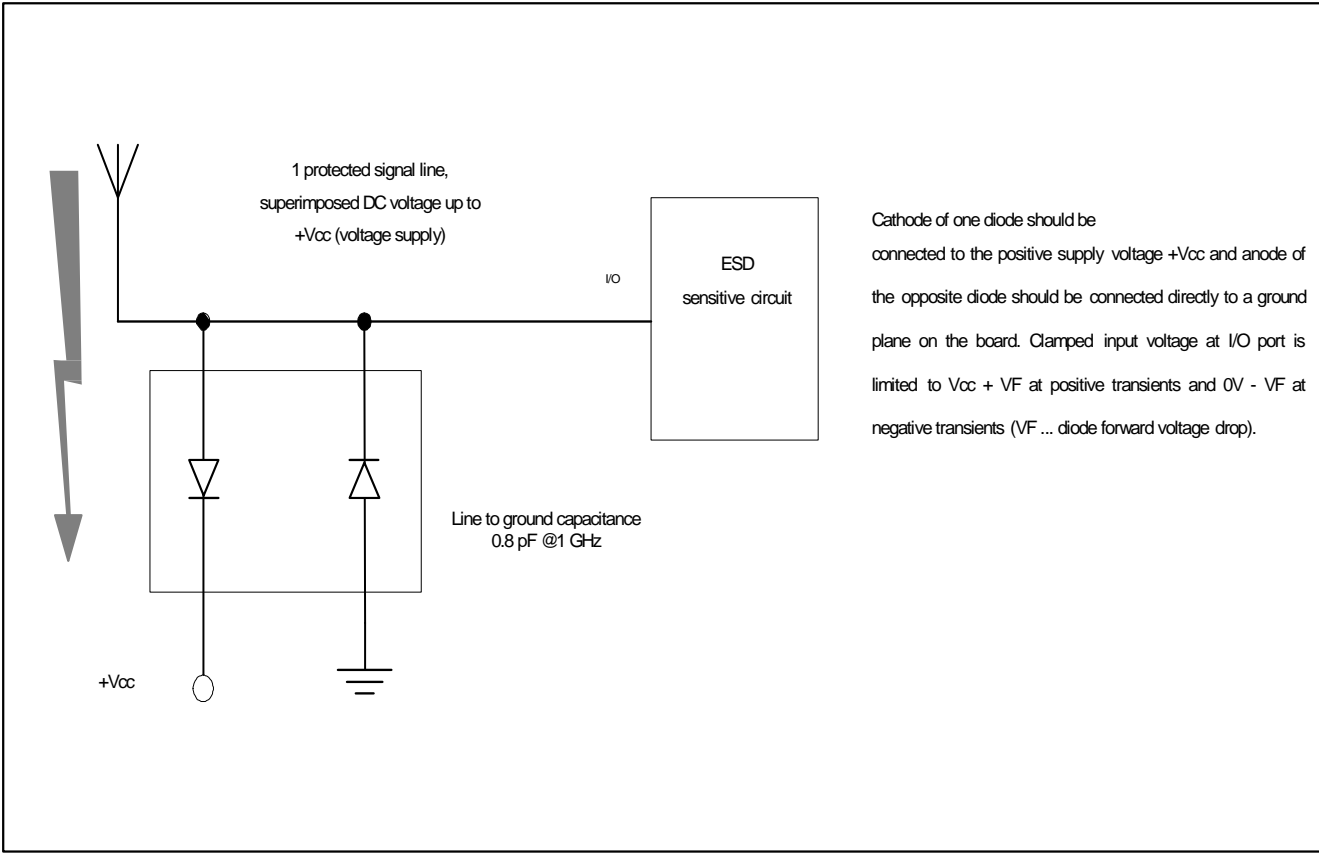 1 protected signal line,
superimposed DC voltage up to
+Vcc (voltage supply)
I/O
ESD
sensitive circuit
Cathode of one diode should be
connected to the positive supply voltage +Vcc and anode of
the opposite diode should be connected directly to a ground
plane on the board. Clamped input voltage at I/O port is
limited to Vcc + VF at positive transients and 0V - VF at
negative transients (VF ... diode forward voltage drop).
Line to ground capacitance
0.8 pF @1 GHz
+Vcc